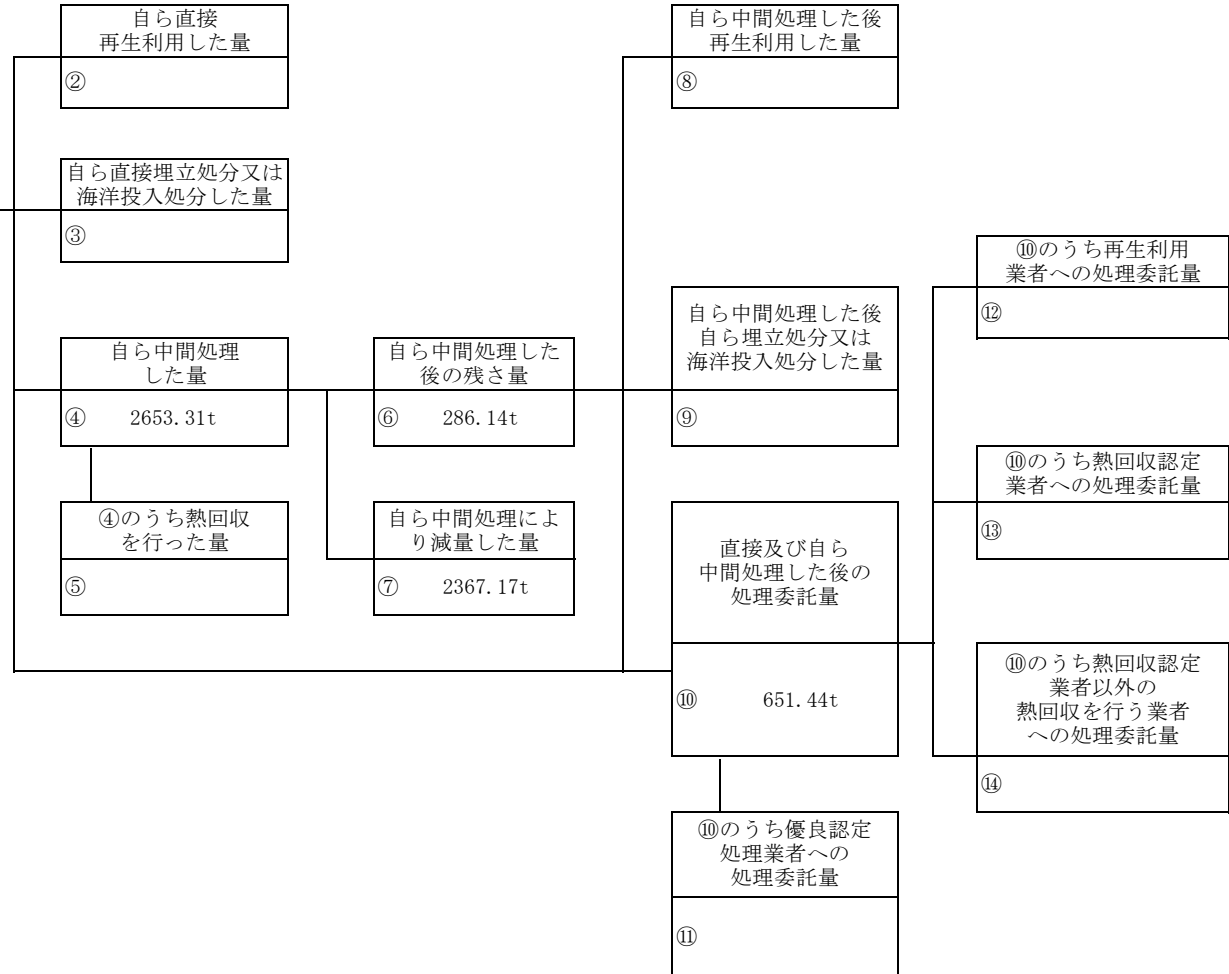 自ら直接
再生利用した量
②
自ら直接埋立処分又は
海洋投入処分した量
③
自ら中間処理
した量
④ 2653.31t
④のうち熱回収
を行った量
⑤
自ら中間処理した
後の残さ量
⑥ 286.14t
自ら中間処理によ
り減量した量
⑦ 2367.17t
自ら中間処理した後
再生利用した量
⑧
自ら中間処理した後
自ら埋立処分又は
海洋投入処分した量
⑨
直接及び自ら
中間処理した後の
処理委託量
⑩ 651.44t
⑩のうち優良認定
処理業者への
処理委託量
⑪
⑩のうち再生利用
業者への処理委託量
⑫
⑩のうち熱回収認定
業者への処理委託量
⑬
⑩のうち熱回収認定
業者以外の
熱回収を行う業者
への処理委託量
⑭